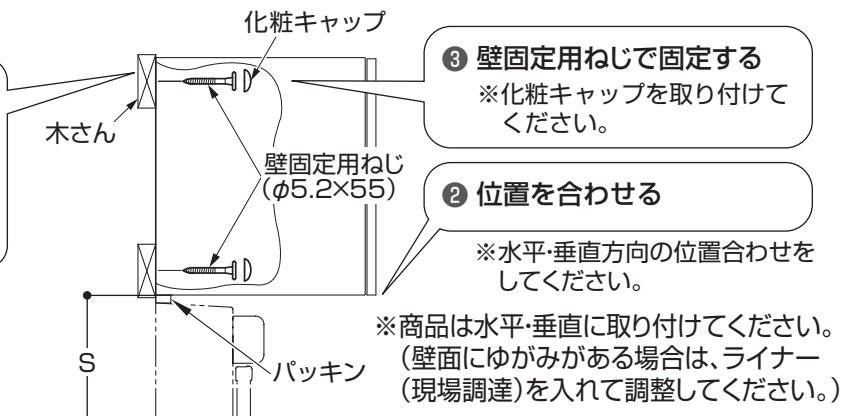 化粧キャップ
❸ 壁固定用ねじで固定する
※化粧キャップを取り付けて
ください。
木さん
壁固定用ねじ
(φ5.2×55)
❷ 位置を合わせる
※水平・垂直方向の位置合わせを
してください。
※商品は水平・垂直に取り付けてください。
(壁面にゆがみがある場合は、ライナー
(現場調達)を入れて調整してください。)
S
パッキン